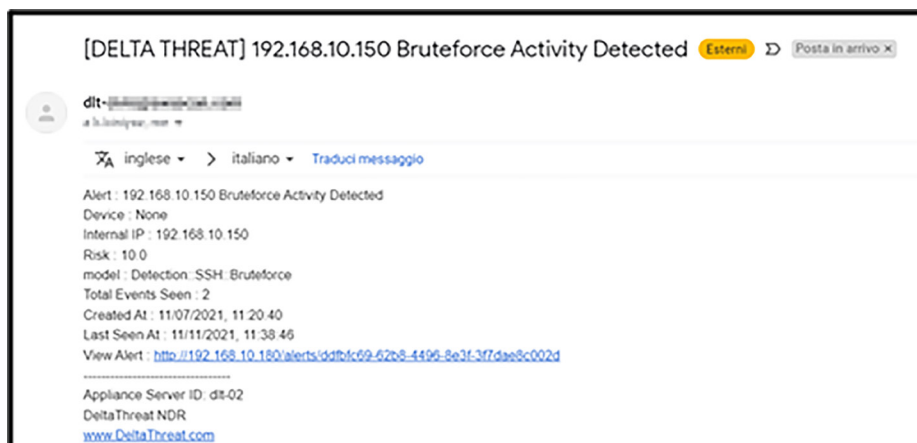 [DELTA THREAT] 192.168.10.150 Bruteforce Activity Detected Esterni Posta in arrivo ×
dlt-
inglese italiano Traduci messaggio
Alert : 192.168.10.150 Bruteforce Activity Detected
Device : None
Internal IP : 192.168.10.150
Risk : 10.0
model : Detection::SSH::Bruteforce
Total Events Seen : 2
Created At : 11/07/2021, 11:20:40
Last Seen At : 11/11/2021, 11:38:46
View Alert : http://192.168.10.180/alerts/ddfbfc69-62b8-4496-8e3f-3f7dae8c002d
--------------------------------
Appliance Server ID: dlt-02
DeltaThreat NDR
www.DeltaThreat.com